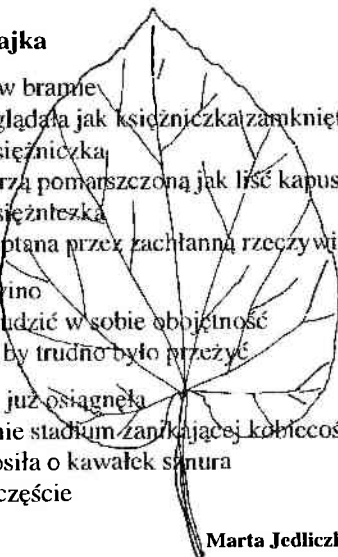 ajka
w bramie
glądała jak księżniczka zamknięt
siężniczka
rzą pomarszczoną jak liść kapus
siężniczka
ptana przez zachłanną rzeczywi
wino
udzić w sobie obojętność
by trudno było przeżyć
już osiągnęła
nie stadium zanikającej kobiecoś
osiła o kawałek sznura
częście
Marta Jedliczk